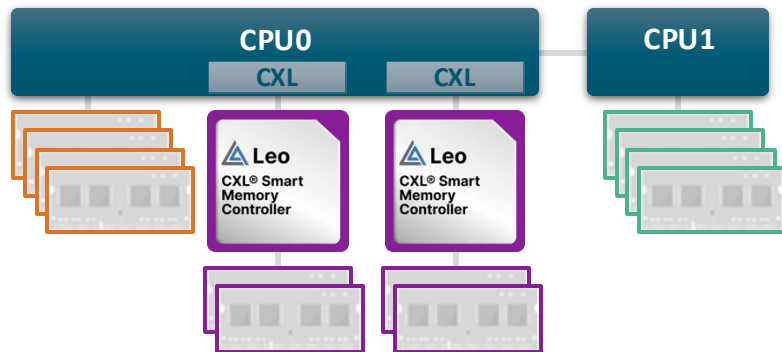 CPU0
CPU1
CXL
CXL
Leo
CXL® Smart
Memory
Controller
Leo
CXL® Smart
Memory
Controller